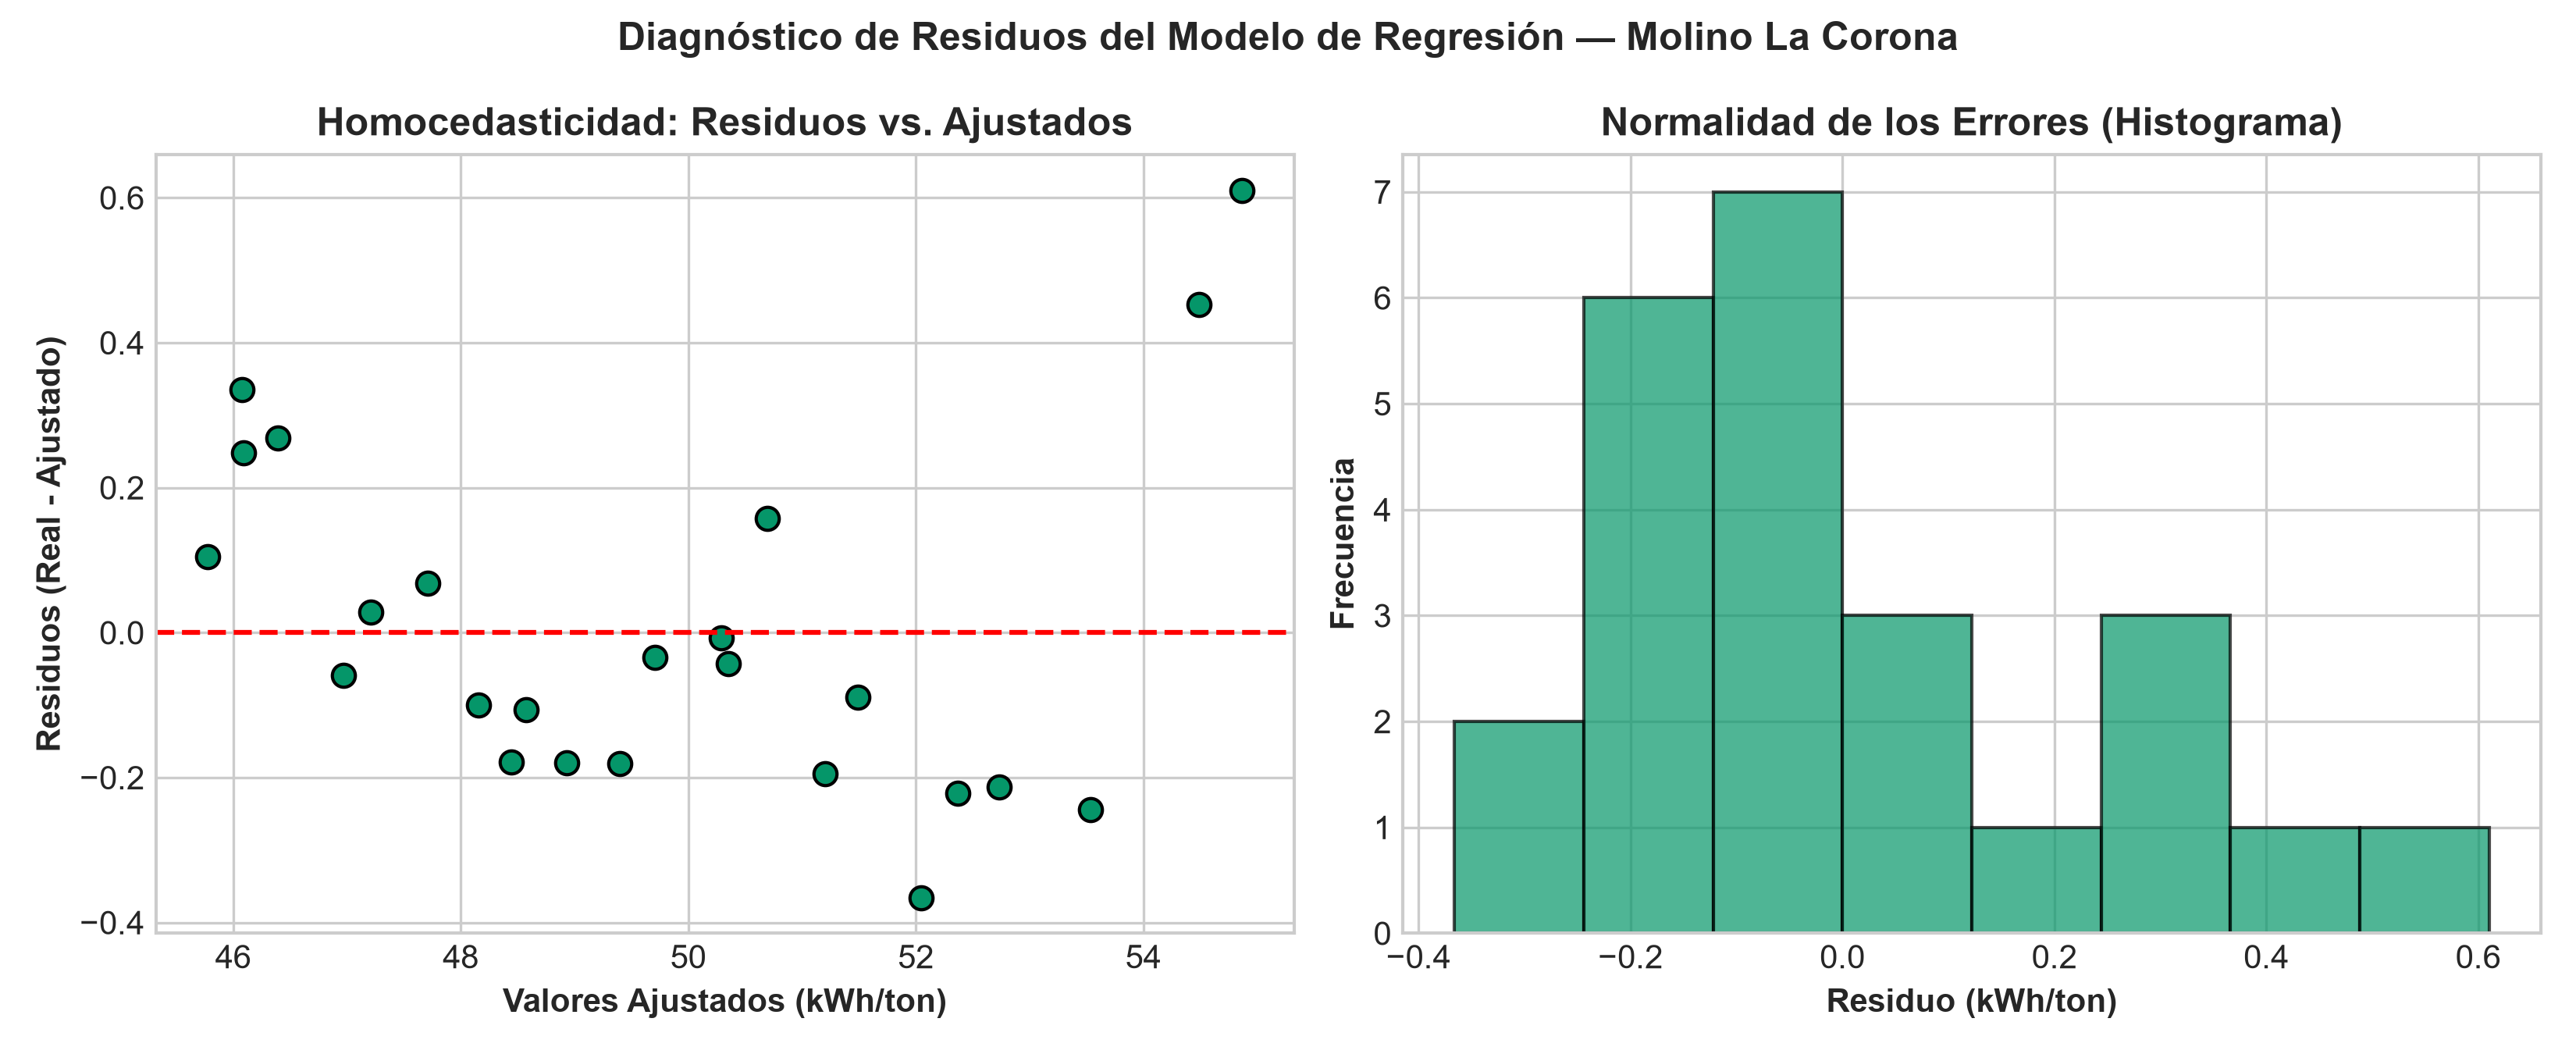 Diagnóstico de Residuos del Modelo de Regresión — Molino La Corona
Homocedasticidad: Residuos vs. Ajustados
Residuos (Real - Ajustado)
0.6
0.4
0.2
0.0
−0.2
−0.4
46 48 50 52 54
Valores Ajustados (kWh/ton)
Normalidad de los Errores (Histograma)
Frecuencia
7
6
5
4
3
2
1
0
−0.4 −0.2 0.0 0.2 0.4 0.6
Residuo (kWh/ton)